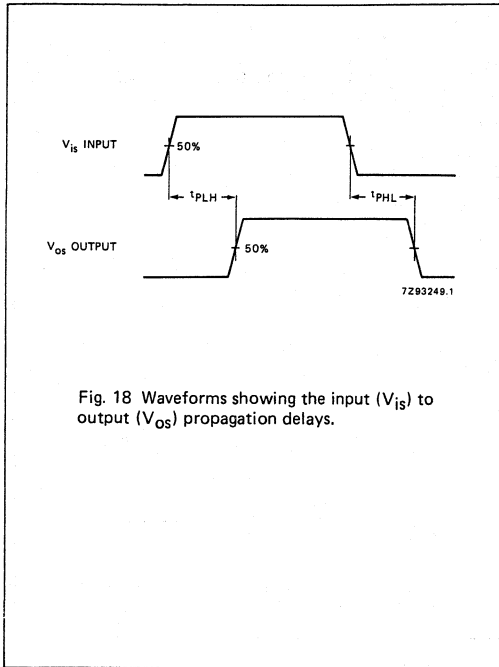 V_is INPUT
50%
t_PLH
t_PHL
V_os OUTPUT
50%
7Z93249.1
Fig. 18 Waveforms showing the input (V_is) to
output (V_os) propagation delays.